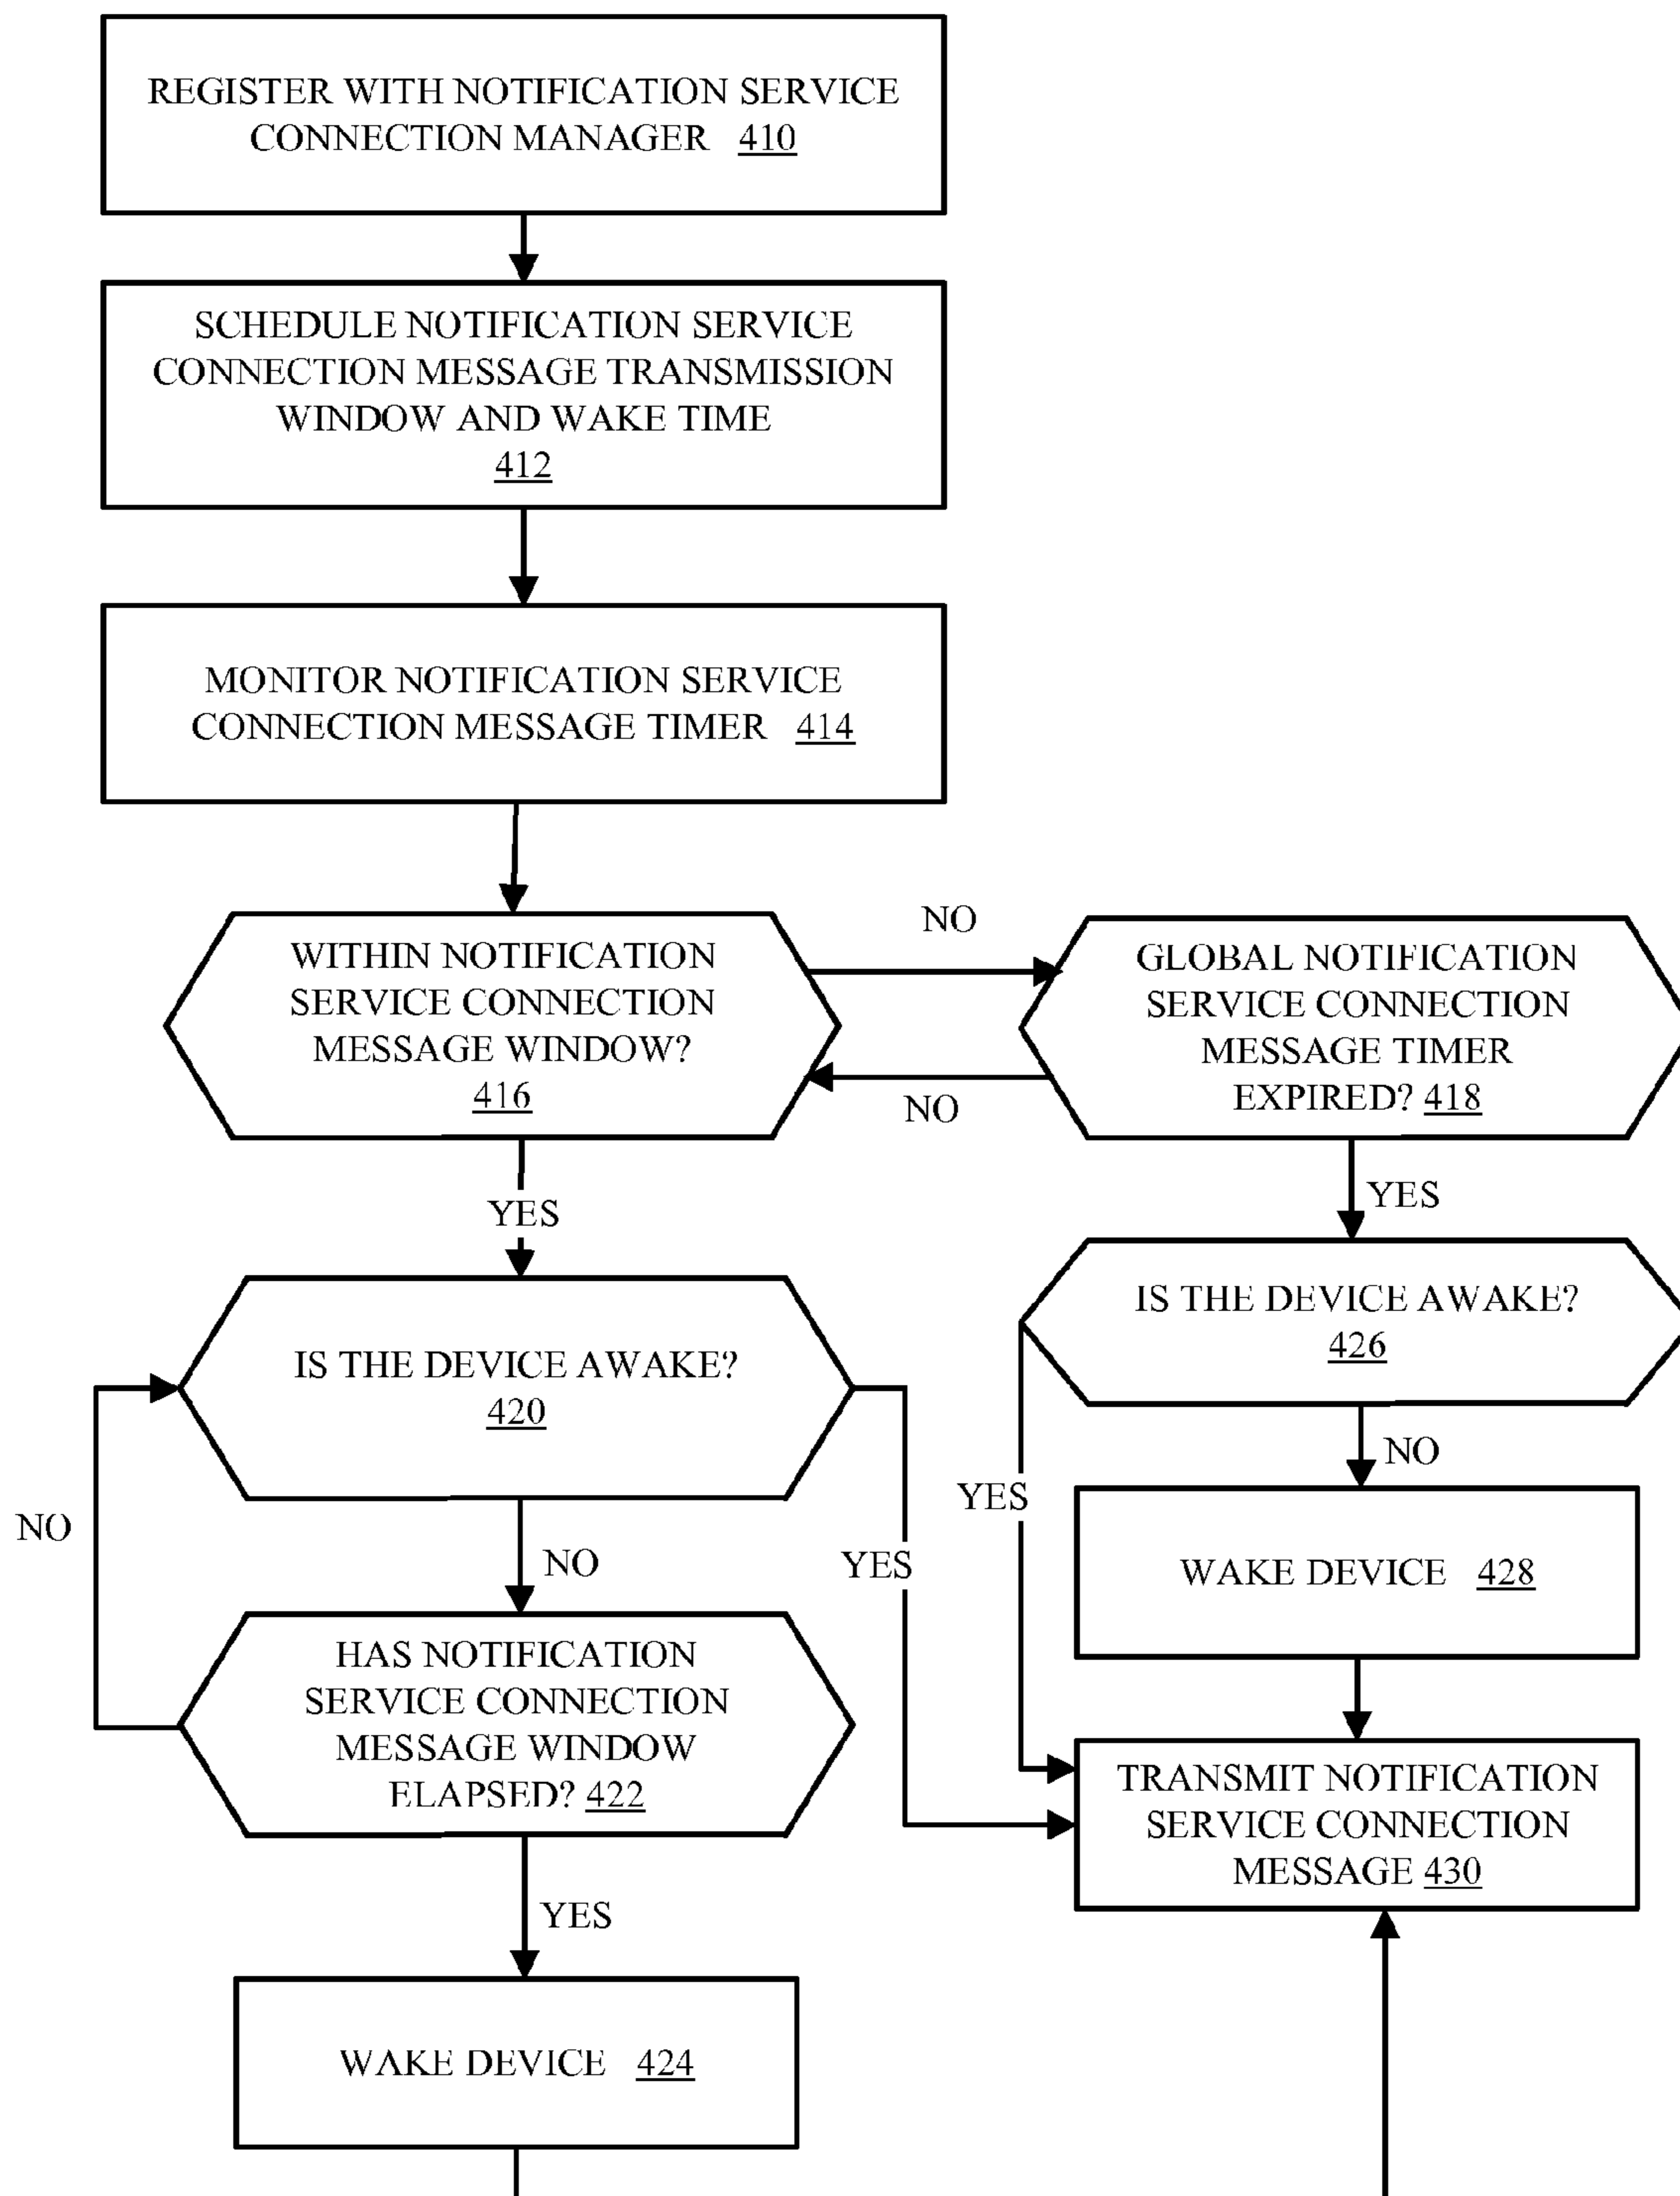 REGISTER WITH NOTIFICATION SERVICE
CONNECTION MANAGER 410
SCHEDULE NOTIFICATION SERVICE
CONNECTION MESSAGE TRANSMISSION
WINDOW AND WAKE TIME
412
MONITOR NOTIFICATION SERVICE
CONNECTION MESSAGE TIMER 414
WITHIN NOTIFICATION
SERVICE CONNECTION
MESSAGE WINDOW?
416
NO
NO
GLOBAL NOTIFICATION
SERVICE CONNECTION
MESSAGE TIMER
EXPIRED? 418
YES
YES
IS THE DEVICE AWAKE?
420
IS THE DEVICE AWAKE?
426
NO
NO
YES
YES
NO
WAKE DEVICE 428
HAS NOTIFICATION
SERVICE CONNECTION
MESSAGE WINDOW
ELAPSED? 422
TRANSMIT NOTIFICATION
SERVICE CONNECTION
MESSAGE 430
YES
WAKE DEVICE 424